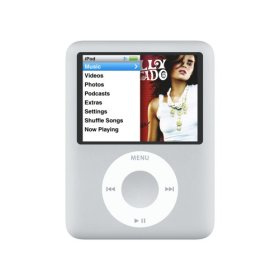 iPod
Music
Videos
Photos
Podcasts
Extras
Settings
Shuffle Songs
Now Playing
MENU